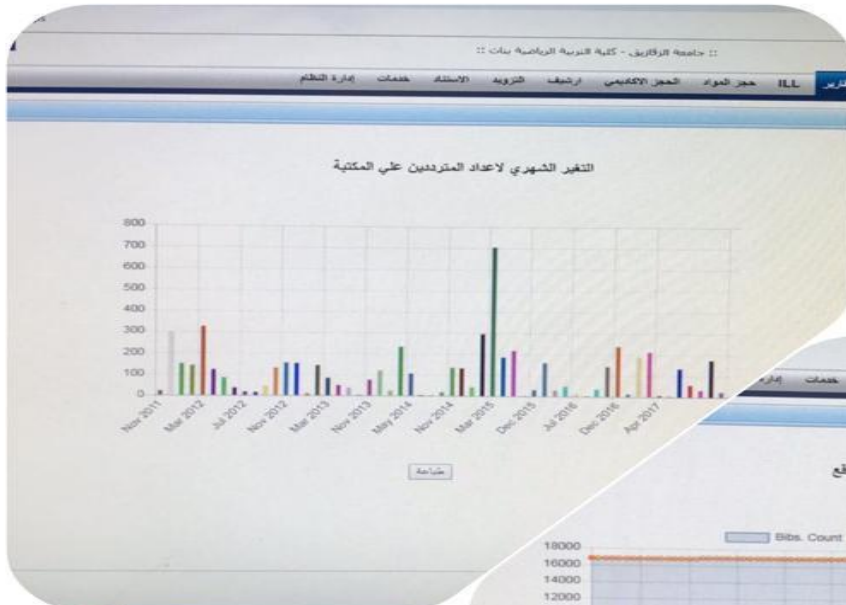 :: جامعة الزقازيق - كلية التربية الرياضية بنات ::
ILL حجز المواد الحجز الاكاديمي ارشيف التزويد الاستناد خدمات إدارة النظام
التغير الشهري لاعداد المترددين علي المكتبة
800
700
600
500
400
300
200
100
0
Nov 2011 Mar 2012 Jul 2012 Nov 2012 Mar 2013 Nov 2013 May 2014 Nov 2014 Mar 2015 Dec 2015 Jul 2016 Dec 2016 Apr 2017
طباعة
خدمات
Bibs. Count
18000
16000
14000
12000